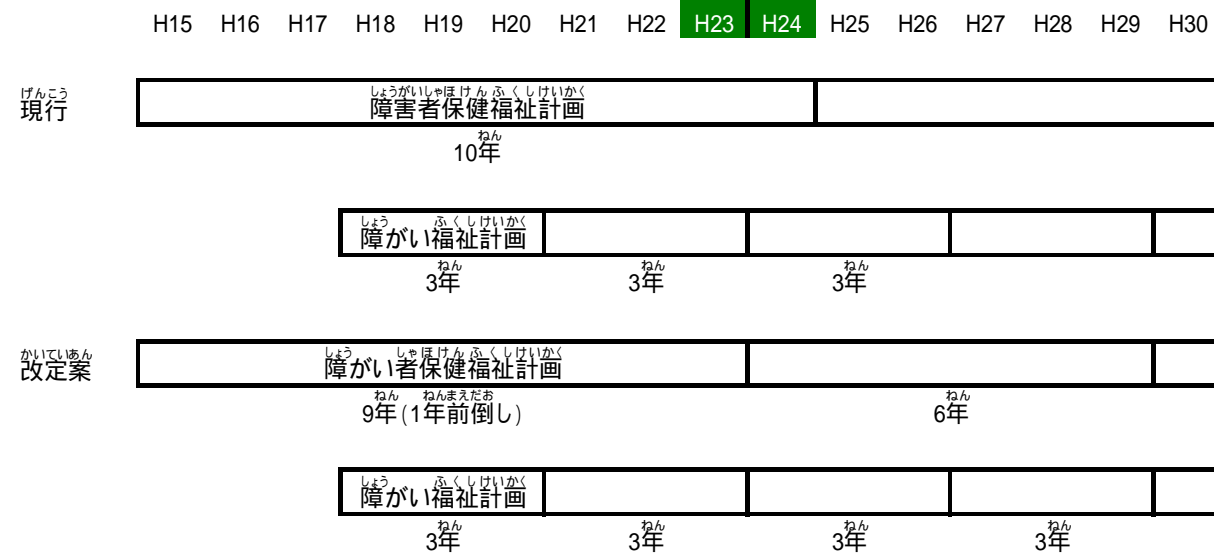 H15 H16 H17 H18 H19 H20 H21 H22 H23 H24 H25 H26 H27 H28 H29 H30
げんこう
現行
しょうがいしゃほけんふくしけいかく
障害者保健福祉計画
ねん
10年
しょう ふくしけいかく
障がい福祉計画
ねん ねん ねん
3年 3年 3年
かいていあん
改定案
しょう しゃほけんふくしけいかく
障がい者保健福祉計画
ねん ねんまえだお ねん
9年(1年前倒し) 6年
しょう ふくしけいかく
障がい福祉計画
ねん ねん ねん ねん
3年 3年 3年 3年